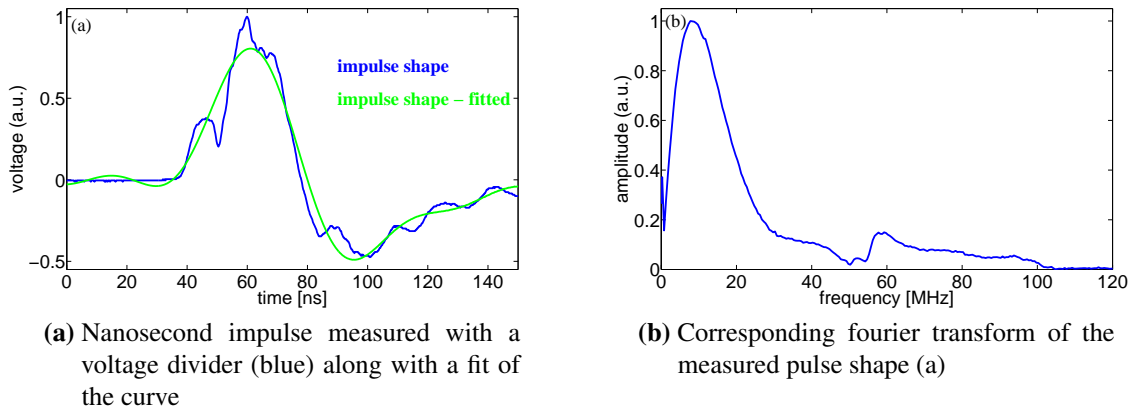 (a)
impulse shape
impulse shape – fitted
voltage (a.u.)
1
0.5
0
−0.5
0 20 40 60 80 100 120 140
time [ns]
(a) Nanosecond impulse measured with a
voltage divider (blue) along with a fit of
the curve
(b)
amplitude (a.u.)
1
0.8
0.6
0.4
0.2
0
0 20 40 60 80 100 120
frequency [MHz]
(b) Corresponding fourier transform of the
measured pulse shape (a)